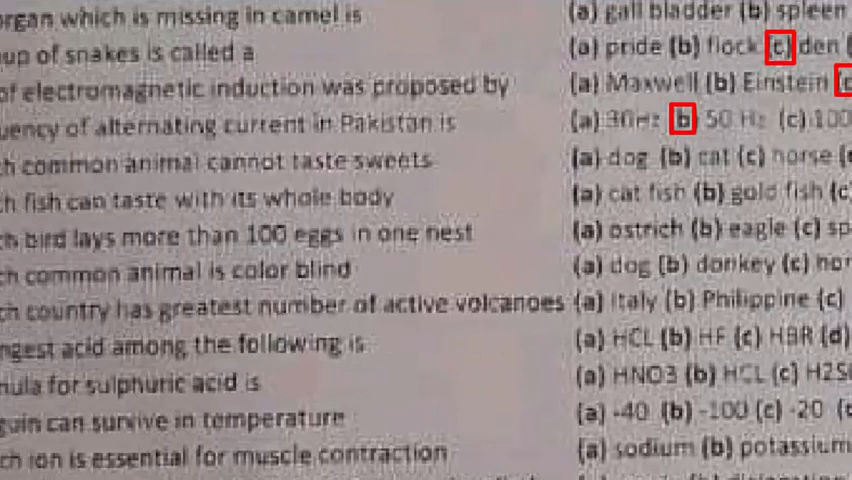 organ which is missing in camel is (a) gall bladder (b) spleen
oup of snakes is called a (a) pride (b) flock (c) den (
of electromagnetic induction was proposed by (a) Maxwell (b) Einstein (c
uency of alternating current in Pakistan is (a) 30Hz (b) 50 Hz (c) 100
ch common animal cannot taste sweets (a) dog (b) cat (c) horse (
ch fish can taste with its whole body (a) cat fish (b) gold fish (c
ch bird lays more than 100 eggs in one nest (a) ostrich (b) eagle (c) sp
ch common animal is color blind (a) dog (b) donkey (c) hor
ch country has greatest number of active volcanoes (a) Italy (b) Philippine (c)
ngest acid among the following is (a) HCL (b) HF (c) HBR (d)
mula for sulphuric acid is (a) HNO3 (b) HCL (c) H2S
guin can survive in temperature (a) -40 (b) -100 (c) -20 (
ch ion is essential for muscle contraction (a) sodium (b) potassium